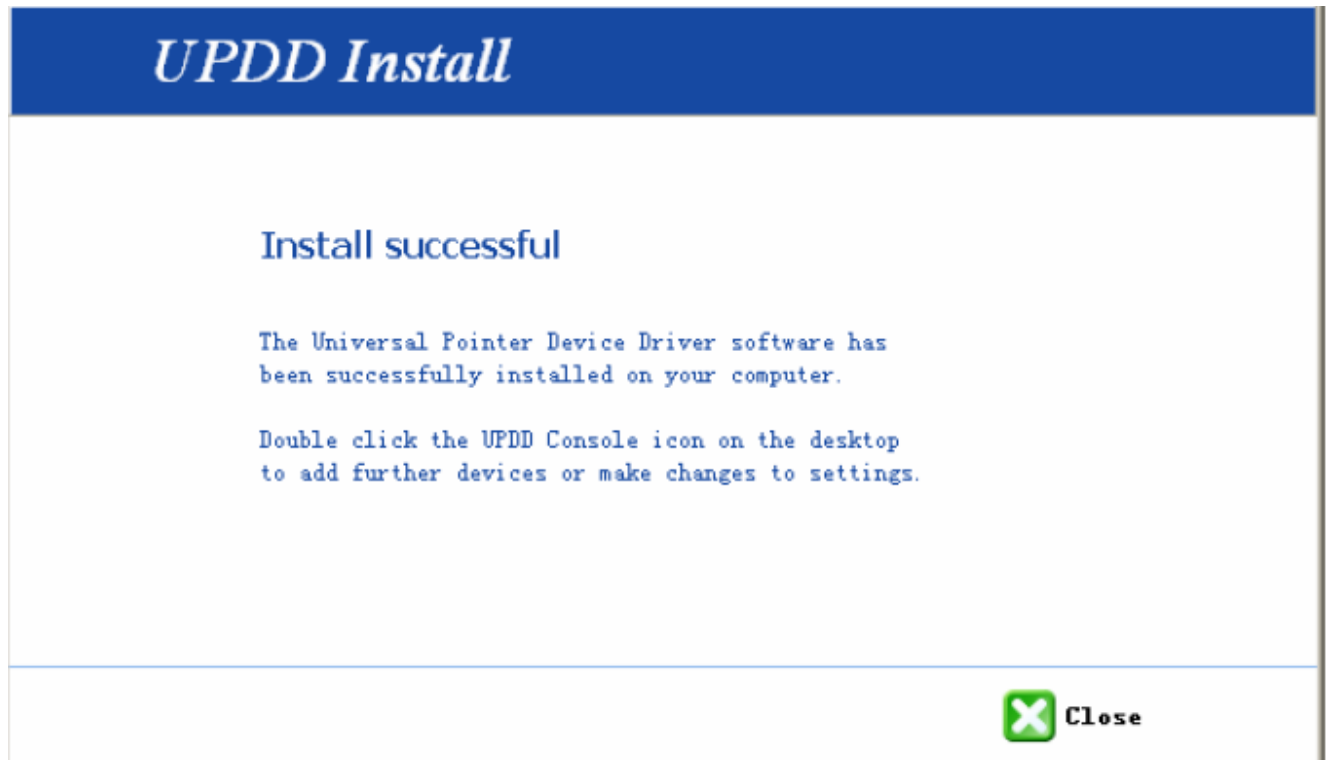 UPDD Install
Install successful
The Universal Pointer Device Driver software has
been successfully installed on your computer.
Double click the UPDD Console icon on the desktop
to add further devices or make changes to settings.
Close